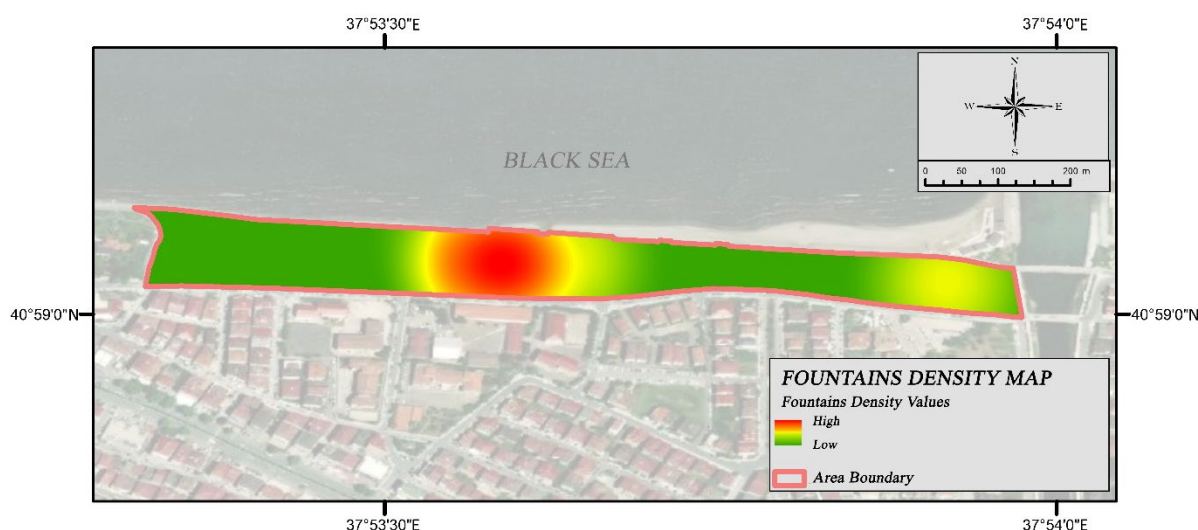 37°53'30"E
37°54'0"E
N
W
E
S
0 50 100 200 m
BLACK SEA
40°59'0"N
40°59'0"N
FOUNTAINS DENSITY MAP
Fountains Density Values
High
Low
Area Boundary
37°53'30"E
37°54'0"E